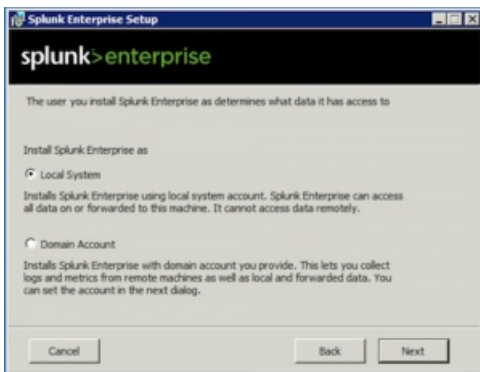 Splunk Enterprise Setup
splunk>enterprise
The user you install Splunk Enterprise as determines what data it has access to
Install Splunk Enterprise as
Local System
Installs Splunk Enterprise using local system account. Splunk Enterprise can access
all data on or forwarded to this machine. It cannot access data remotely.
Domain Account
Installs Splunk Enterprise with domain account you provide. This lets you collect
logs and metrics from remote machines as well as local and forwarded data. You
can set the account in the next dialog.
Cancel
Back
Next